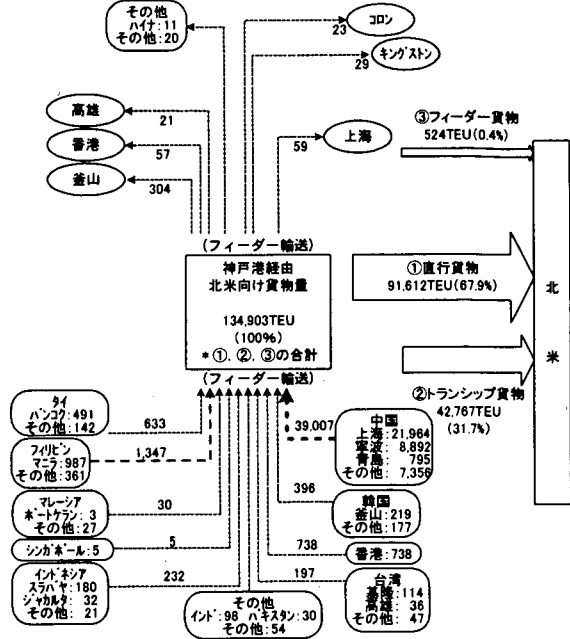 その他
ハイナ:11
その他:20
23
コロン
29
キングストン
高雄
21
香港
57
釜山
304
59
上海
③フィーダー貨物
524TEU(0.4%)
(フィーダー輸送)
神戸港経由
北米向け貨物量
134,903TEU
(100%)
*①、②、③の合計
(フィーダー輸送)
①直行貨物
91,612TEU(67.9%)
北
米
②トランシップ貨物
42,767TEU
(31.7%)
タイ
バンコク:491
その他:142
633
フィリピン
マニラ:987
その他:361
1,347
マレーシア
ポートケラン:3
その他:27
30
シンガポール:5
5
インドネシア
スラバヤ:180
ジャカルタ:32
その他:21
232
その他
インド:98 パキスタン:30
その他:54
39,007
中国
上海:21,964
寧波:8,892
青島:795
その他:7,356
396
韓国
釜山:219
その他:177
738
香港:738
197
台湾
基隆:114
高雄:36
その他:47